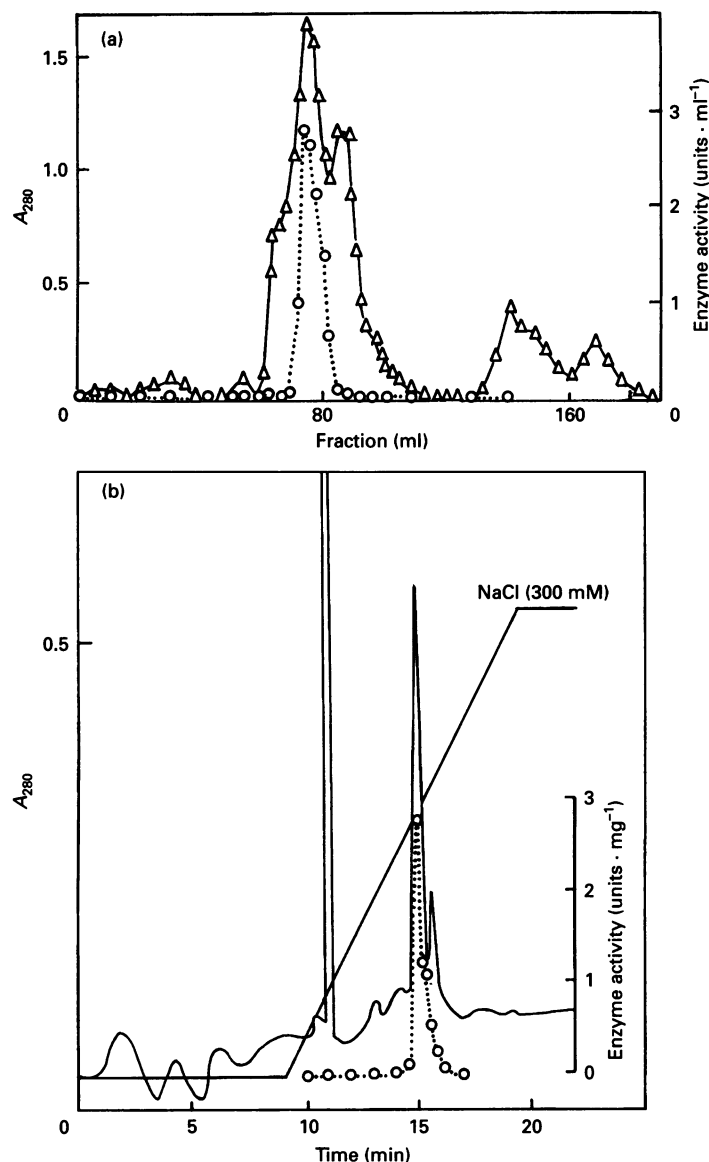 (a)
1.5
1.0
0.5
0
A280
3
2
1
0
Enzyme activity (units · ml⁻¹)
80
160
Fraction (ml)
(b)
NaCl (300 mM)
0.5
A280
3
2
1
0
Enzyme activity (units · mg⁻¹)
0
5
10
15
20
Time (min)